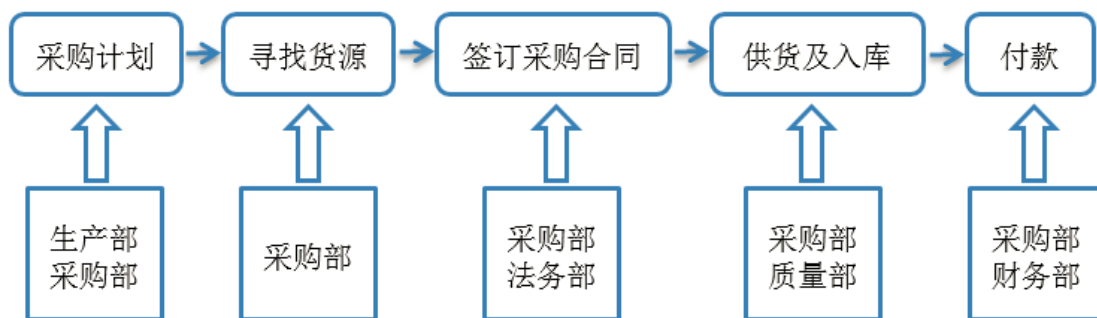 采购计划
寻找货源
签订采购合同
供货及入库
付款
生产部
采购部
采购部
采购部
法务部
采购部
质量部
采购部
财务部